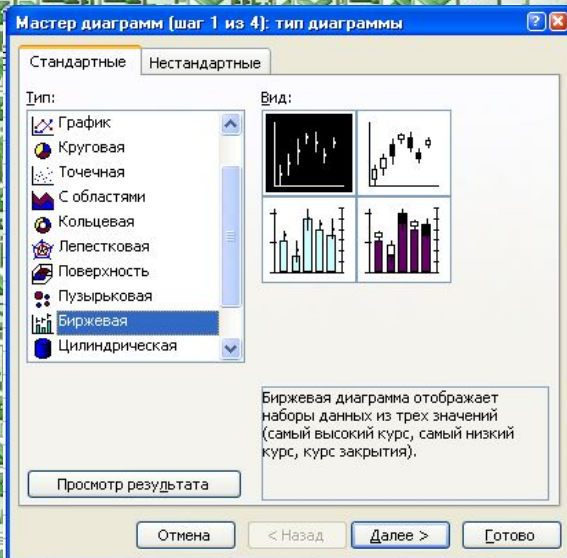 Мастер диаграмм (шаг 1 из 4): тип диаграммы
Стандартные
Нестандартные
Тип:
График
Круговая
Точечная
С областями
Кольцевая
Лепестковая
Поверхность
Пузырьковая
Биржевая
Цилиндрическая
Вид:
Биржевая диаграмма отображает
наборы данных из трех значений
(самый высокий курс, самый низкий
курс, курс закрытия).
Просмотр результата
Отмена
< Назад
Далее >
Готово